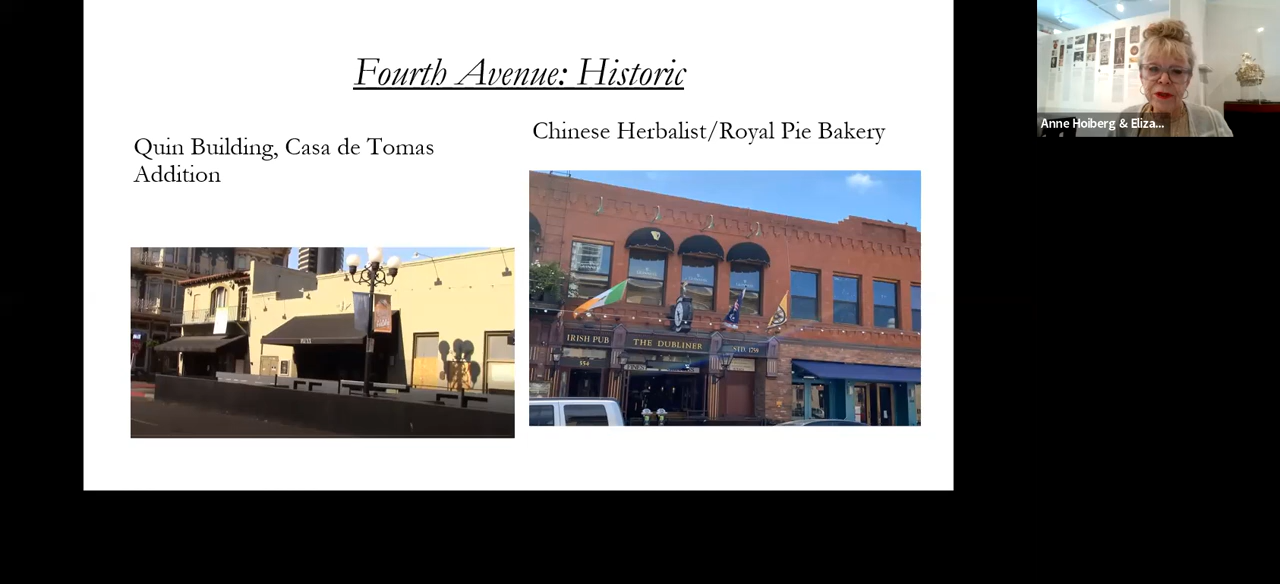 Fourth Avenue: Historic
Quin Building, Casa de Tomas
Addition
Chinese Herbalist/Royal Pie Bakery
IRISH PUB
THE DUBLINER
554
Anne Hoiberg & Eliza...